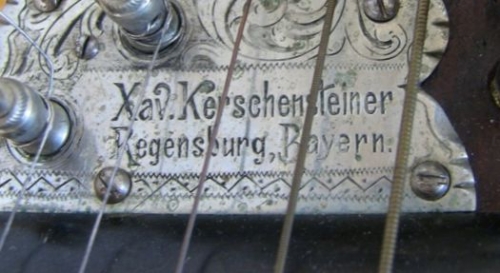 Xav. Kerschensteiner
Regensburg, Bayern.